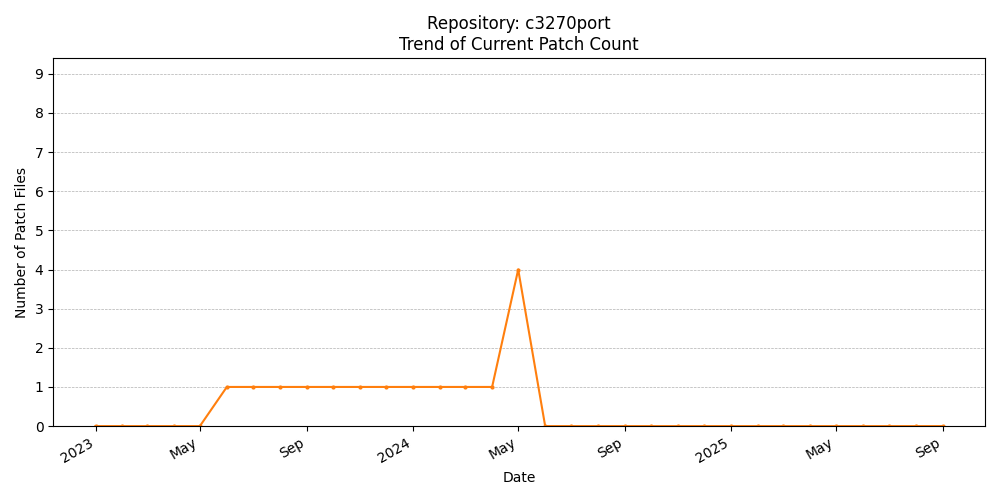 Repository: c3270port
Trend of Current Patch Count
Number of Patch Files
9
8
7
6
5
4
3
2
1
0
2023
May
Sep
2024
May
Sep
2025
May
Sep
Date